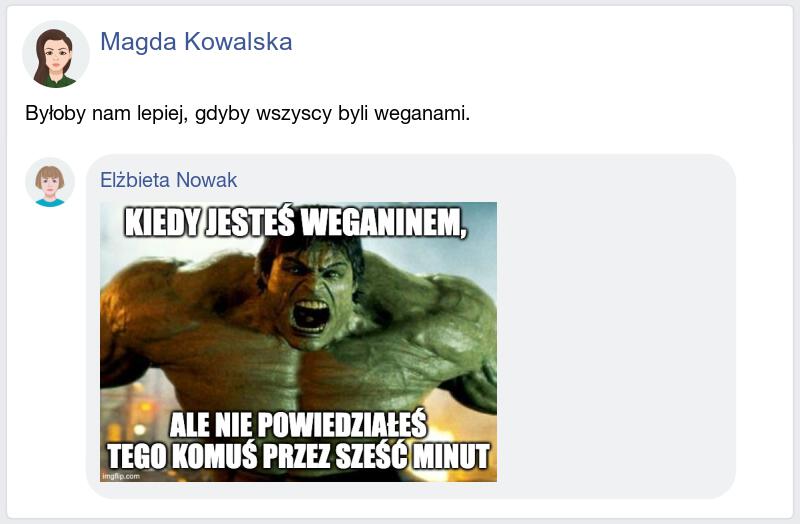 Magda Kowalska
Byłoby nam lepiej, gdyby wszyscy byli weganami.
Elżbieta Nowak
KIEDY JESTEŚ WEGANINEM,
ALE NIE POWIEDZIAŁEŚ
TEGO KOMUŚ PRZEZ SZEŚĆ MINUT
imgflip.com